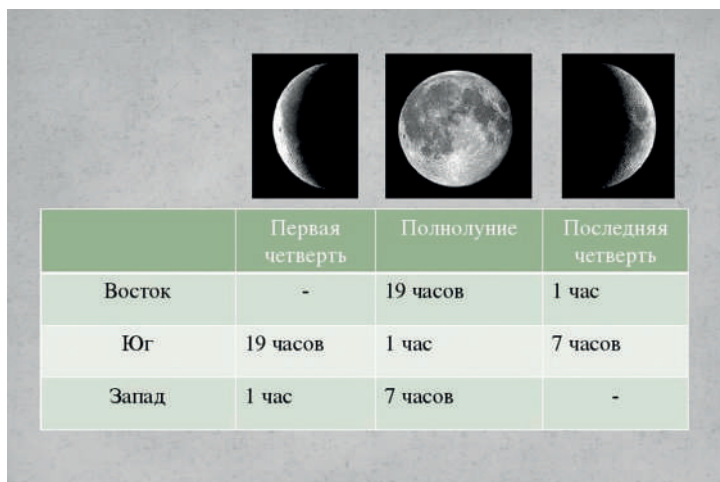 Первая
четверть
Полнолуние
Последняя
четверть
Восток - 19 часов 1 час
Юг 19 часов 1 час 7 часов
Запад 1 час 7 часов -